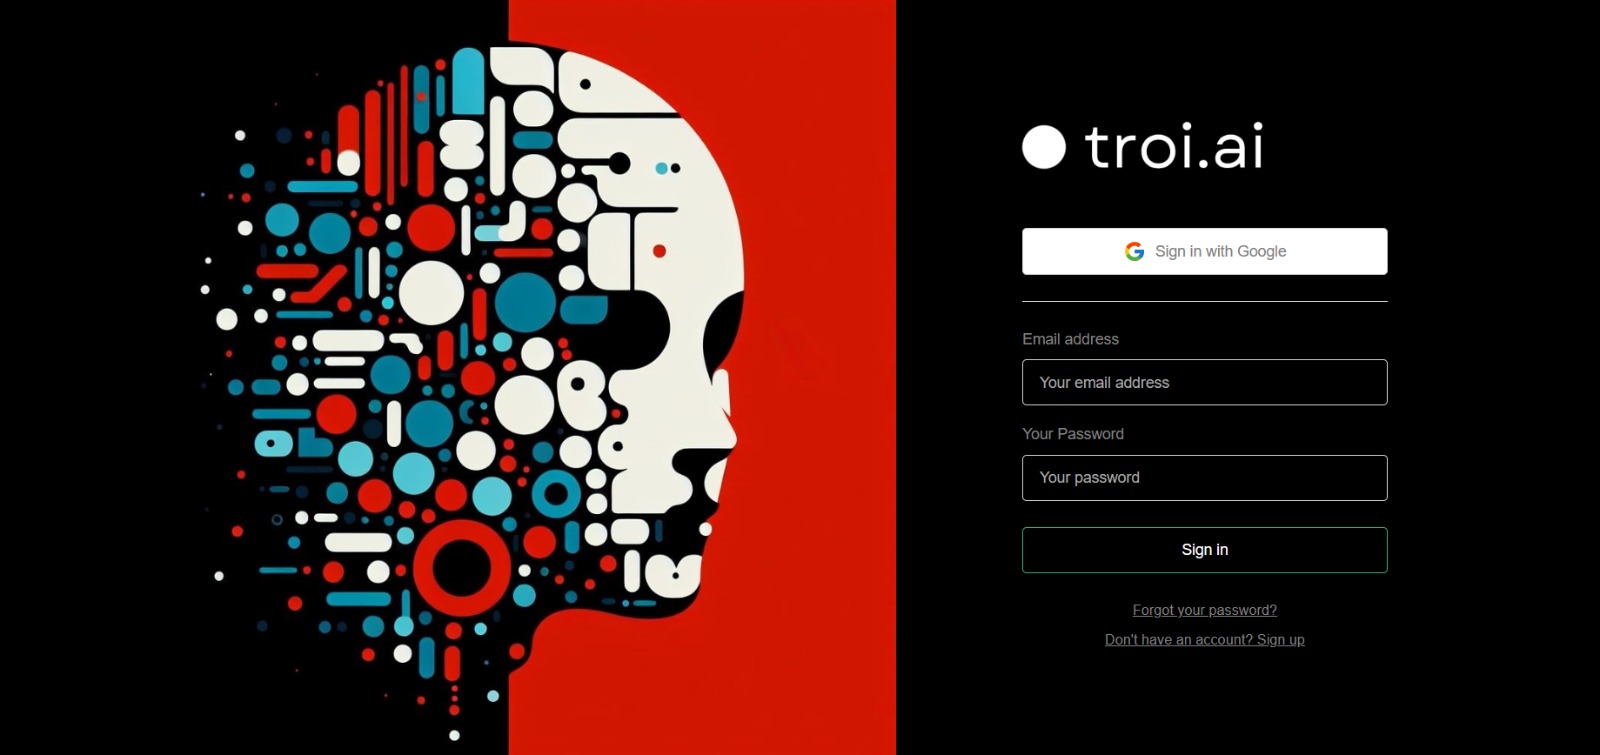 troi.ai
Sign in with Google
Email address
Your email address
Your Password
Your password
Sign in
Forgot your password?
Don't have an account? Sign up